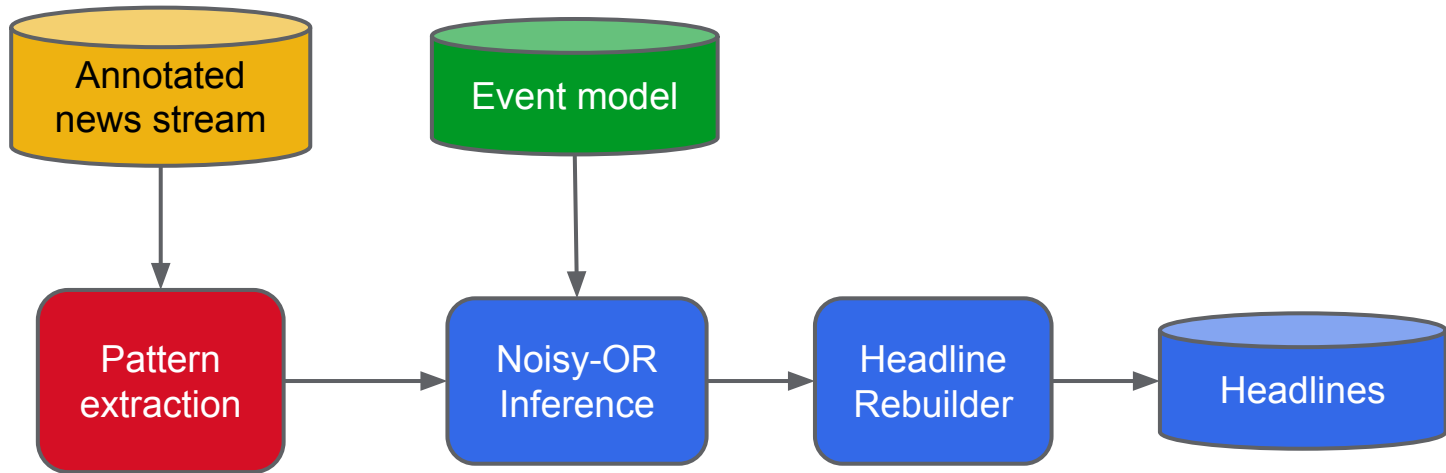 Annotated
news stream
Event model
Pattern
extraction
Noisy-OR
Inference
Headline
Rebuilder
Headlines